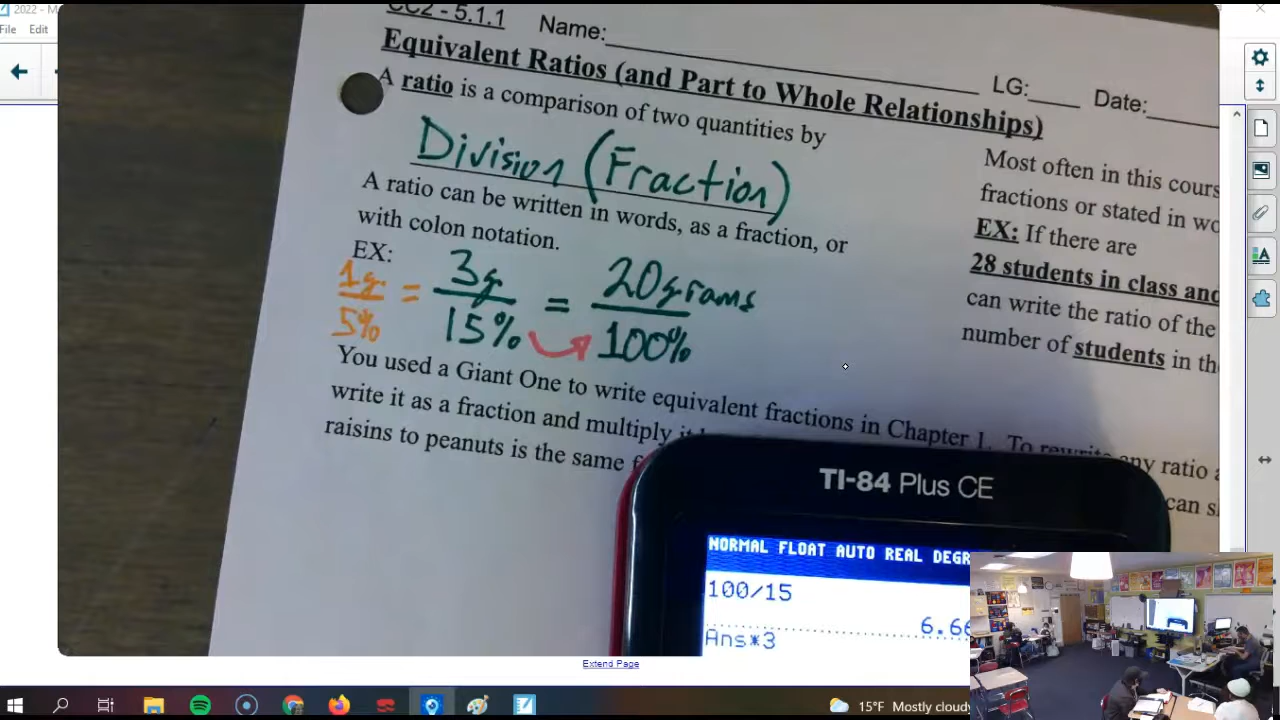 2022 - M
File Edit
CC2 - 5.1.1 Name:
LG: Date:
Equivalent Ratios (and Part to Whole Relationships)
A ratio is a comparison of two quantities by
Division (Fraction)
A ratio can be written in words, as a fraction, or
with colon notation.
EX:
1g. = 3g. = 20grams
5% 15% 100%
Most often in this cours
fractions or stated in wo
EX: If there are
28 students in class and
can write the ratio of the
number of students in th
You used a Giant One to write equivalent fractions in Chapter 1. To rewrite any ratio a
write it as a fraction and multiply it
can s
raisins to peanuts is the same f
TI-84 Plus CE
NORMAL FLOAT AUTO REAL DEGR
100/15
6.66
Ans*3
Extend Page
15°F Mostly cloudy